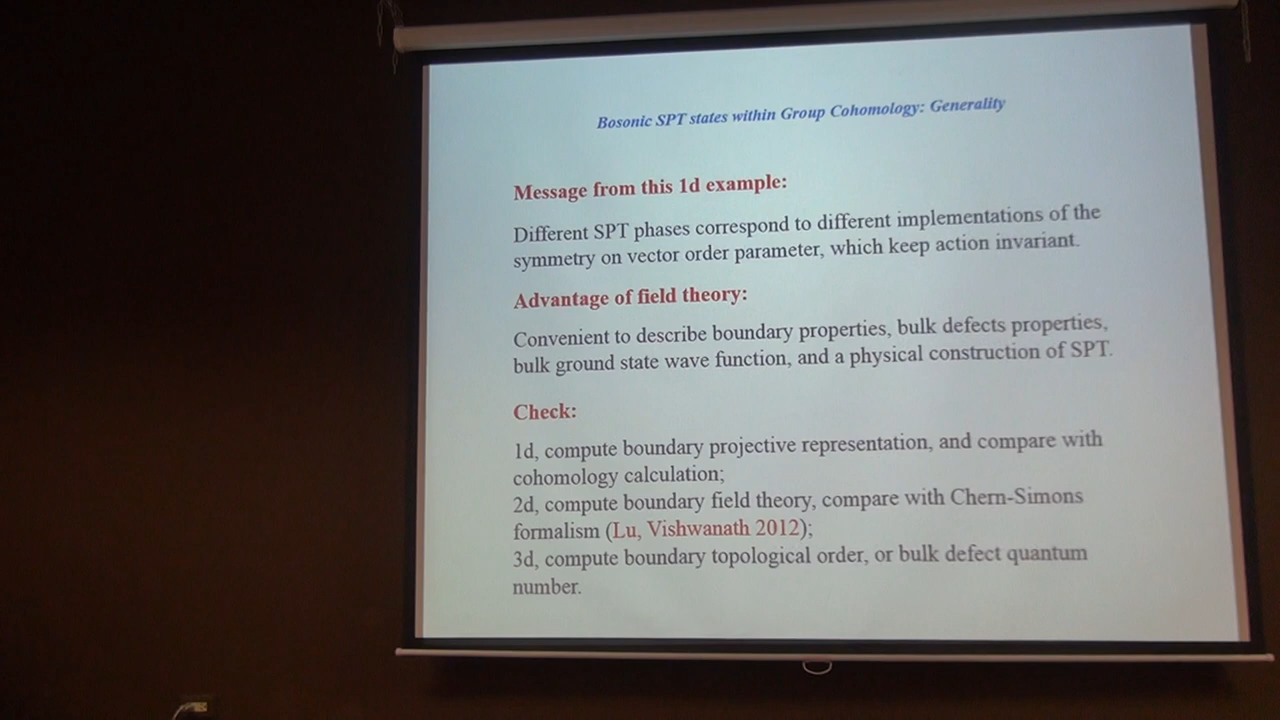 Bosonic SPT states within Group Cohomology: Generality
Message from this 1d example:
Different SPT phases correspond to different implementations of the
symmetry on vector order parameter, which keep action invariant.
Advantage of field theory:
Convenient to describe boundary properties, bulk defects properties,
bulk ground state wave function, and a physical construction of SPT.
Check:
1d, compute boundary projective representation, and compare with
cohomology calculation;
2d, compute boundary field theory, compare with Chern-Simons
formalism (Lu, Vishwanath 2012);
3d, compute boundary topological order, or bulk defect quantum
number.